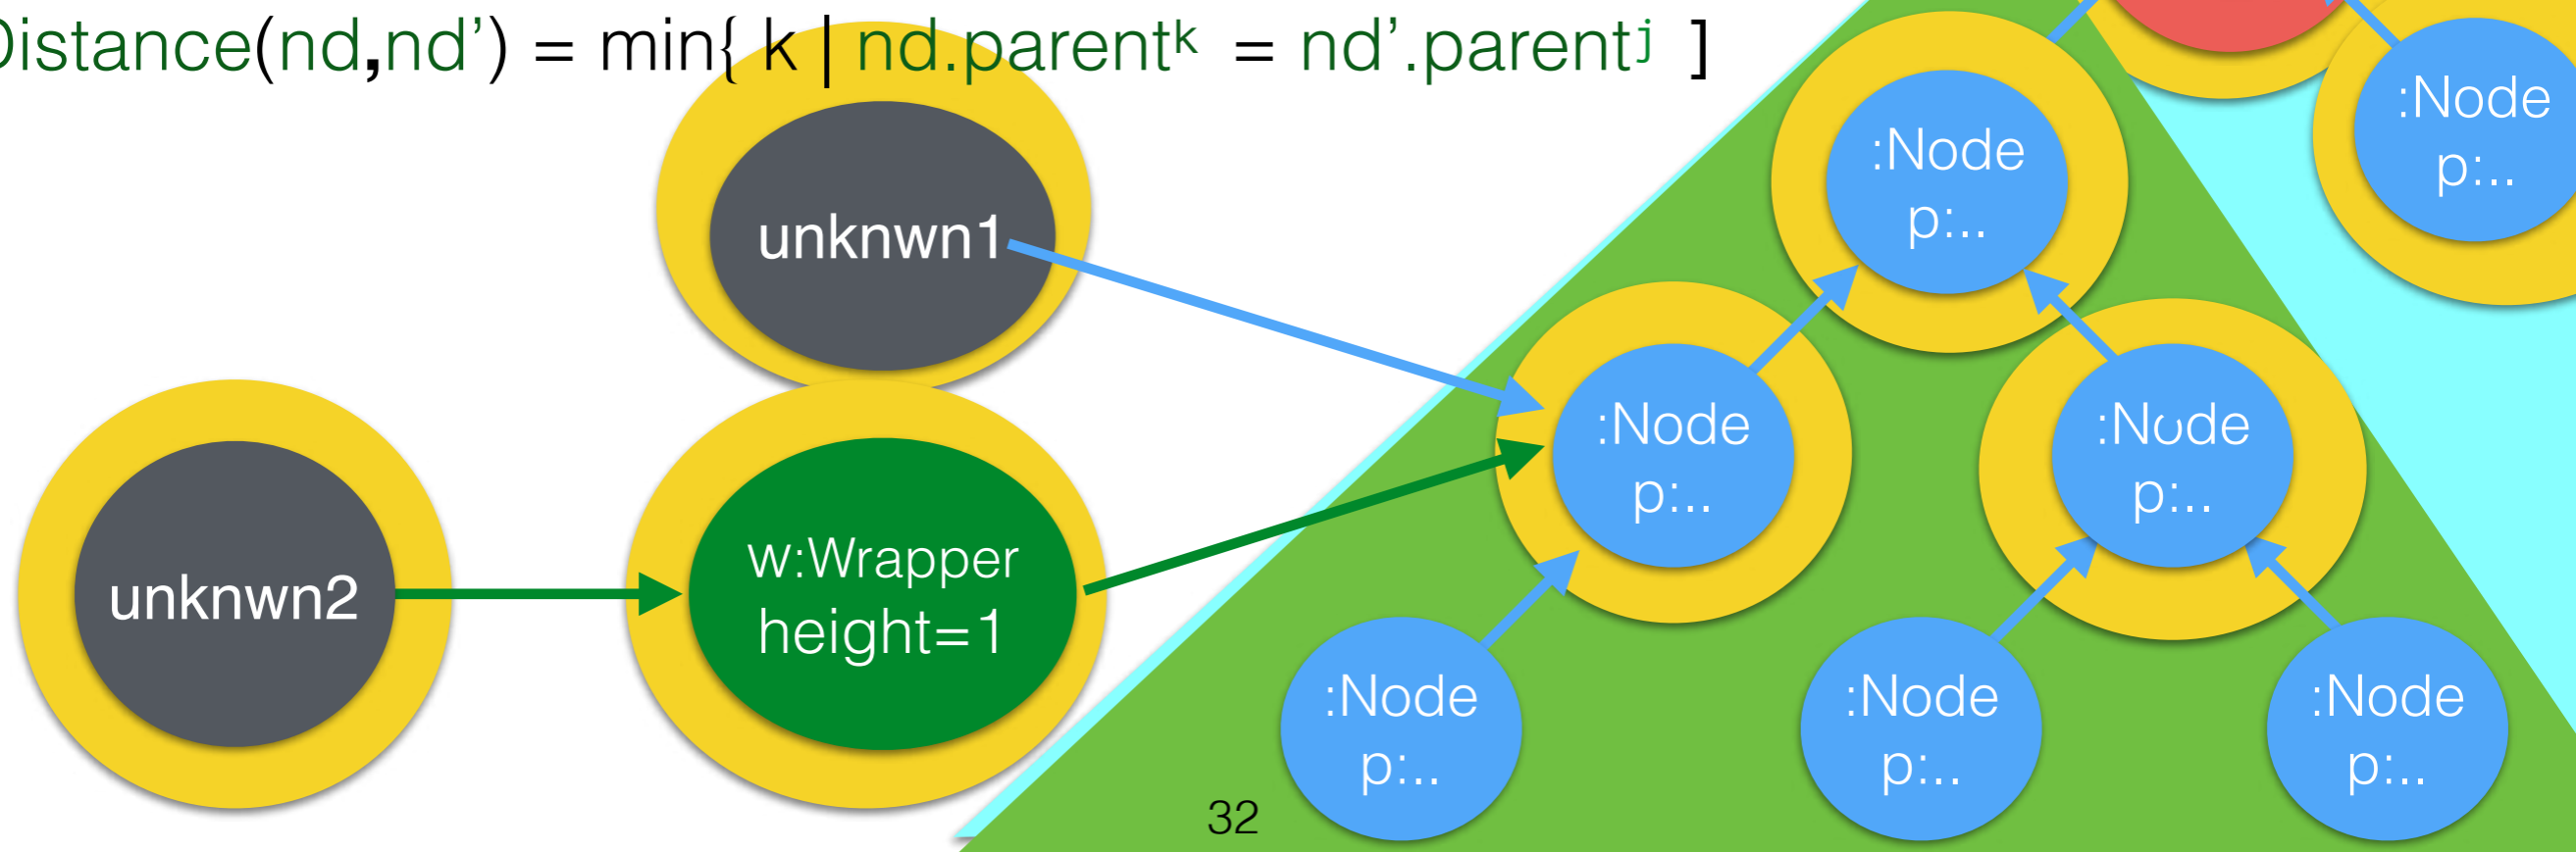 Distance(nd,nd’) = min{ k | nd.parentᵏ = nd’.parentʲ ]
:Node
p:..
:Node
p:..
unknwn1
:Node
p:..
:Node
p:..
unknwn2
w:Wrapper
height=1
:Node
p:..
:Node
p:..
:Node
p:..
32